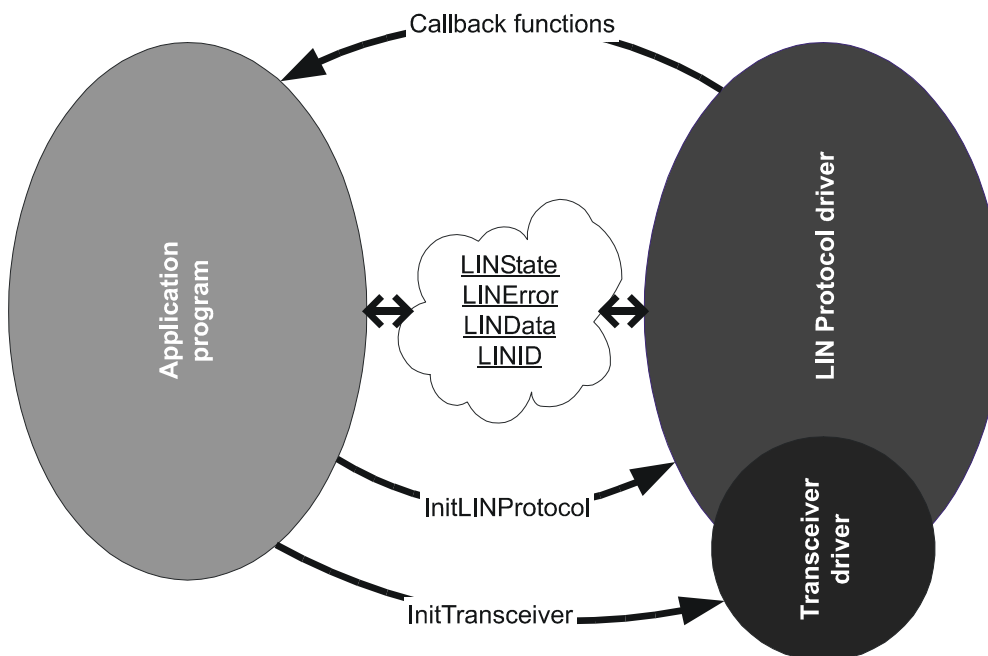 Callback functions
Application
program
LINState
LINError
LINData
LINID
LIN Protocol driver
InitLINProtocol
Transceiver
driver
InitTransceiver